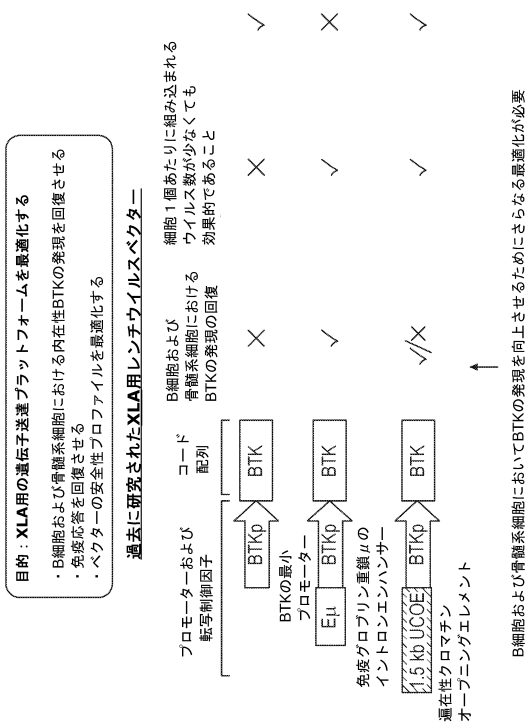 目的：XLA用の遺伝子送達プラットフォームを最適化する
・B細胞および骨髄系細胞における内在性BTKの発現を回復させる
・免疫応答を回復させる
・ベクターの安全性プロファイルを最適化する
過去に研究されたXLA用レンチウイルスベクター
プロモーターおよび
転写制御因子
コード
配列
B細胞および
骨髄系細胞における
BTKの発現の回復
細胞１個あたりに組み込まれる
ウイルス数が少なくても
効果的であること
BTKp
BTK
×
×
✓
BTKの最小
プロモーター
Eμ
BTKp
BTK
✓
✓
×
免疫グロブリン重鎖μの
イントロンエンハンサー
1.5 kb UCOE
BTKp
BTK
✓/×
✓
✓
遍在性クロマチン
オープニングエレメント
B細胞および骨髄系細胞においてBTKの発現を向上させるためにさらなる最適化が必要